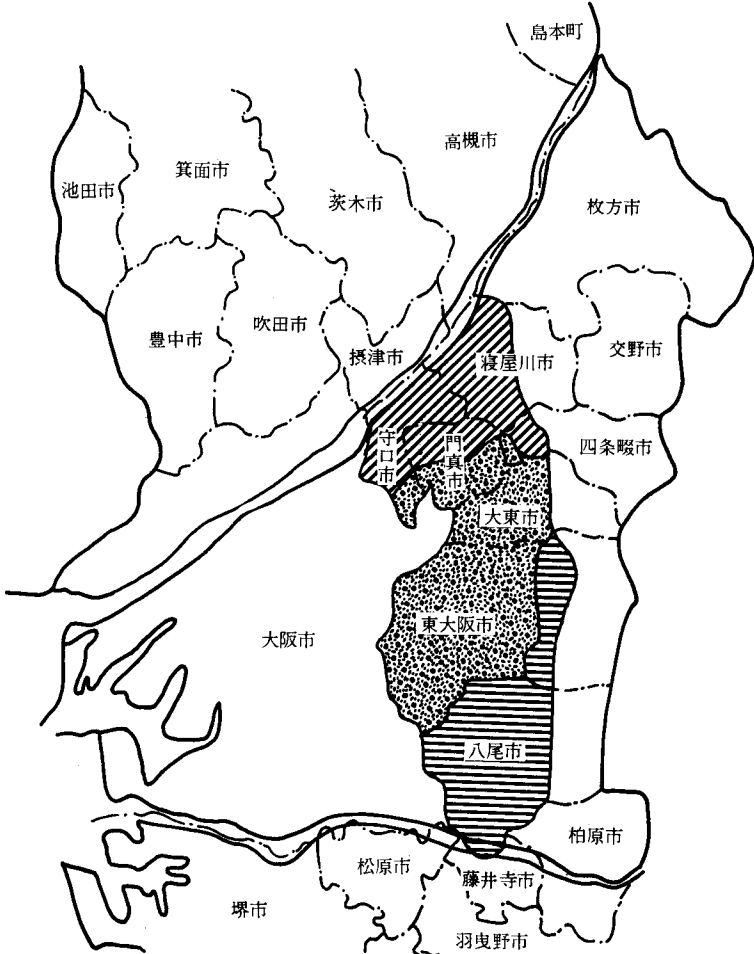 島本町
高槻市
池田市
箕面市
茨木市
枚方市
豊中市
吹田市
摂津市
寝屋川市
交野市
守口市
門真市
四条畷市
大東市
大阪市
東大阪市
八尾市
柏原市
松原市
藤井寺市
堺市
羽曳野市